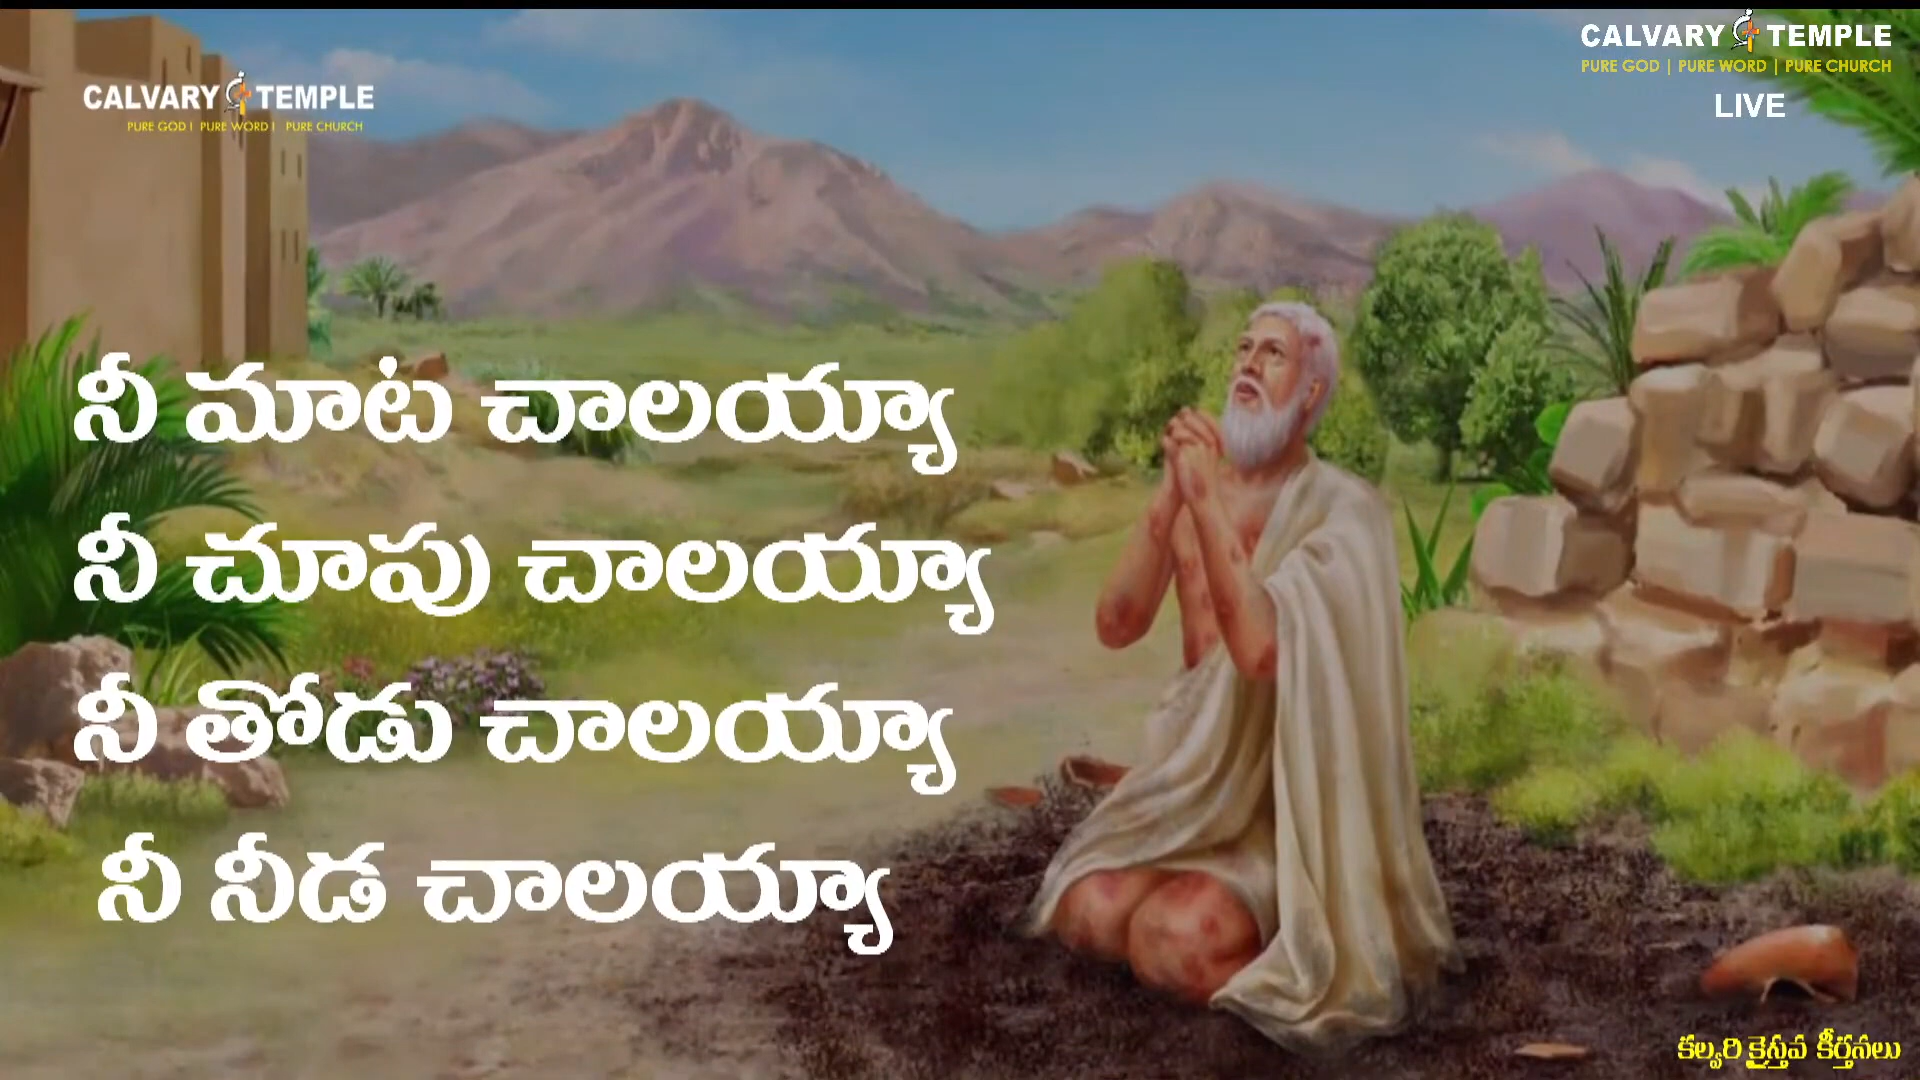 CALVARY TEMPLE
PURE GOD | PURE WORD | PURE CHURCH
LIVE
CALVARY TEMPLE
PURE GOD | PURE WORD | PURE CHURCH
నీ మాట చాలయ్యా
నీ చూపు చాలయ్యా
నీ తోడు చాలయ్యా
నీ నీడ చాలయ్యా
కల్వరి క్రైస్తవ కీర్తనలు